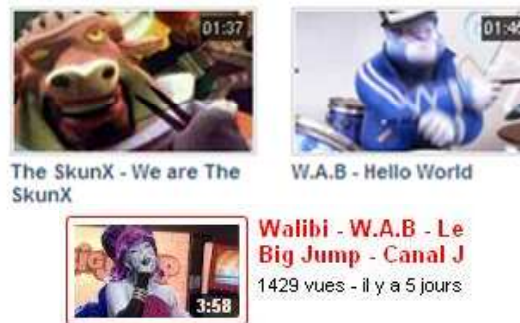 01:37
The SkunX - We are The
SkunX
W.A.B - Hello World
3:58
Walibi - W.A.B - Le
Big Jump - Canal J
1429 vues - il y a 5 jours